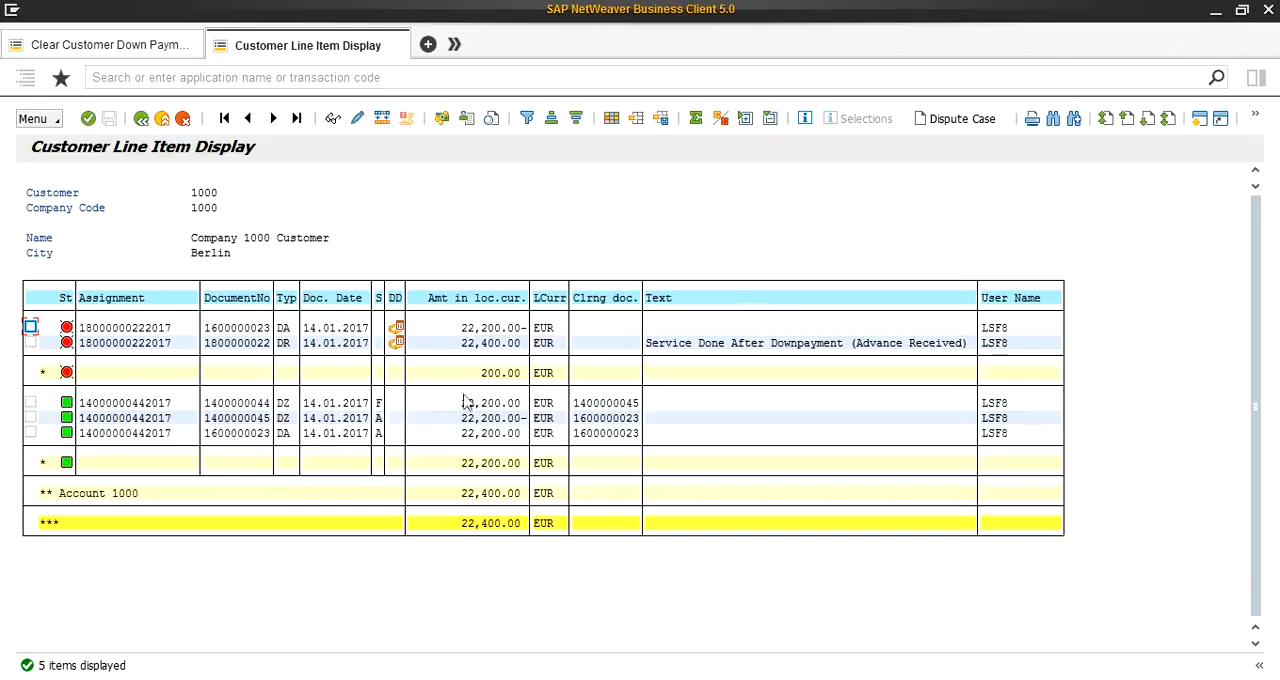 SAP NetWeaver Business Client 5.0
Clear Customer Down Paym... Customer Line Item Display
Search or enter application name or transaction code
Menu Selections Dispute Case
Customer Line Item Display
Customer 1000
Company Code 1000
Name Company 1000 Customer
City Berlin
St Assignment DocumentNo Typ Doc. Date S DD Amt in loc.cur. LCurr Clrng doc. Text User Name
18000000222017 1600000023 DA 14.01.2017 22,200.00- EUR LSF8
18000000222017 1800000022 DR 14.01.2017 22,400.00 EUR Service Done After Downpayment (Advance Received) LSF8
* 200.00 EUR
14000000442017 1400000044 DZ 14.01.2017 F ,200.00 EUR 1400000045 LSF8
14000000442017 1400000045 DZ 14.01.2017 A 22,200.00- EUR 1600000023 LSF8
14000000442017 1600000023 DA 14.01.2017 A 22,200.00 EUR 1600000023 LSF8
* 22,200.00 EUR
** Account 1000 22,400.00 EUR
*** 22,400.00 EUR
5 items displayed